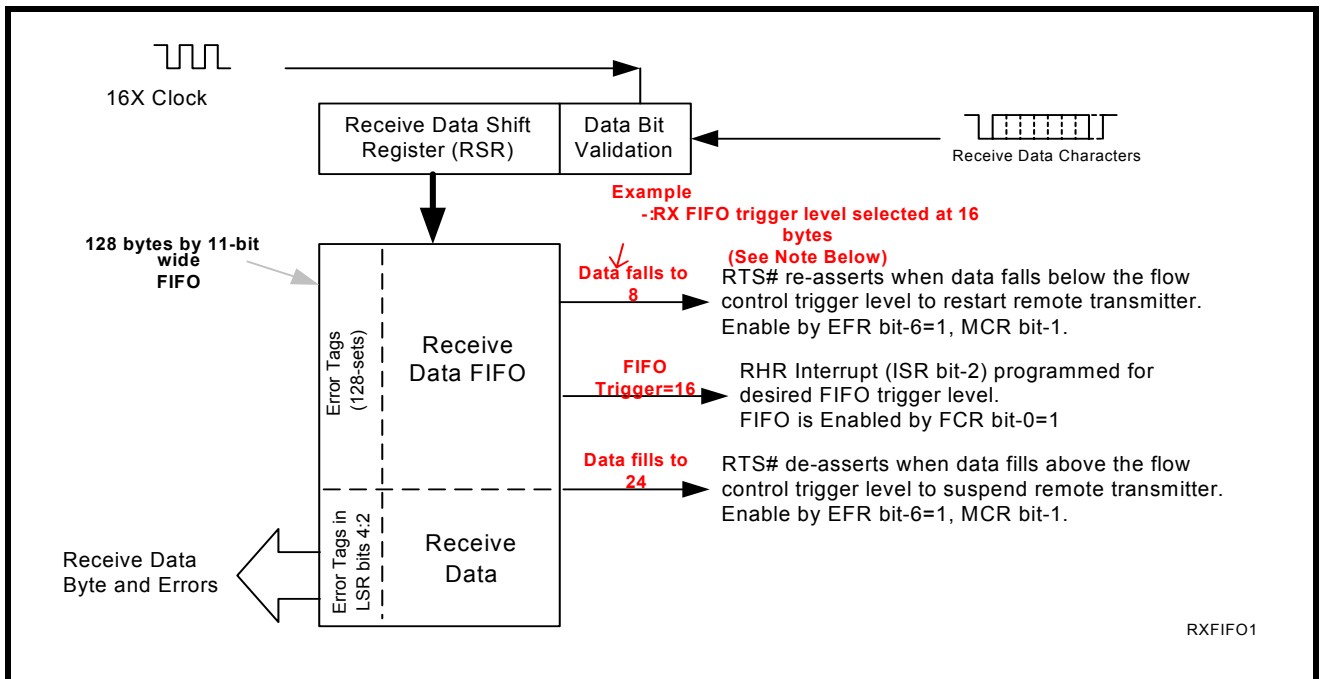 16X Clock
Receive Data Shift
Register (RSR)
Data Bit
Validation
Receive Data Characters
Example
-:RX FIFO trigger level selected at 16
bytes
(See Note Below)
128 bytes by 11-bit
wide
FIFO
Data falls to
8
RTS# re-asserts when data falls below the flow
control trigger level to restart remote transmitter.
Enable by EFR bit-6=1, MCR bit-1.
Error Tags
(128-sets)
Receive
Data FIFO
FIFO
Trigger=16
RHR Interrupt (ISR bit-2) programmed for
desired FIFO trigger level.
FIFO is Enabled by FCR bit-0=1
Data fills to
24
RTS# de-asserts when data fills above the flow
control trigger level to suspend remote transmitter.
Enable by EFR bit-6=1, MCR bit-1.
Error Tags in
LSR bits 4:2
Receive
Data
Receive Data
Byte and Errors
RXFIFO1